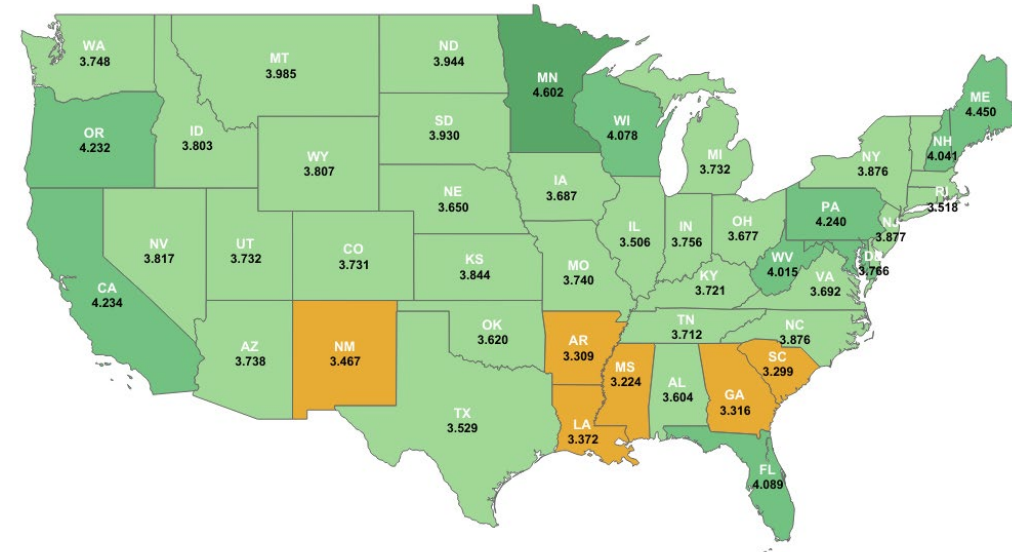 WA
3.748
MT
3.985
ND
3.944
MN
4.602
ME
4.450
OR
4.232
ID
3.803
SD
3.930
WI
4.078
NH
4.041
WY
3.807
MI
3.732
NY
3.876
IA
3.687
NE
3.650
RI
3.518
PA
4.240
NV
3.817
UT
3.732
CO
3.731
IL
3.506
IN
3.756
OH
3.677
NJ
3.877
KS
3.844
MO
3.740
WV
4.015
DE
3.766
CA
4.234
KY
3.721
VA
3.692
AZ
3.738
NM
3.467
OK
3.620
AR
3.309
TN
3.712
NC
3.876
SC
3.299
MS
3.224
AL
3.604
GA
3.316
TX
3.529
LA
3.372
FL
4.089